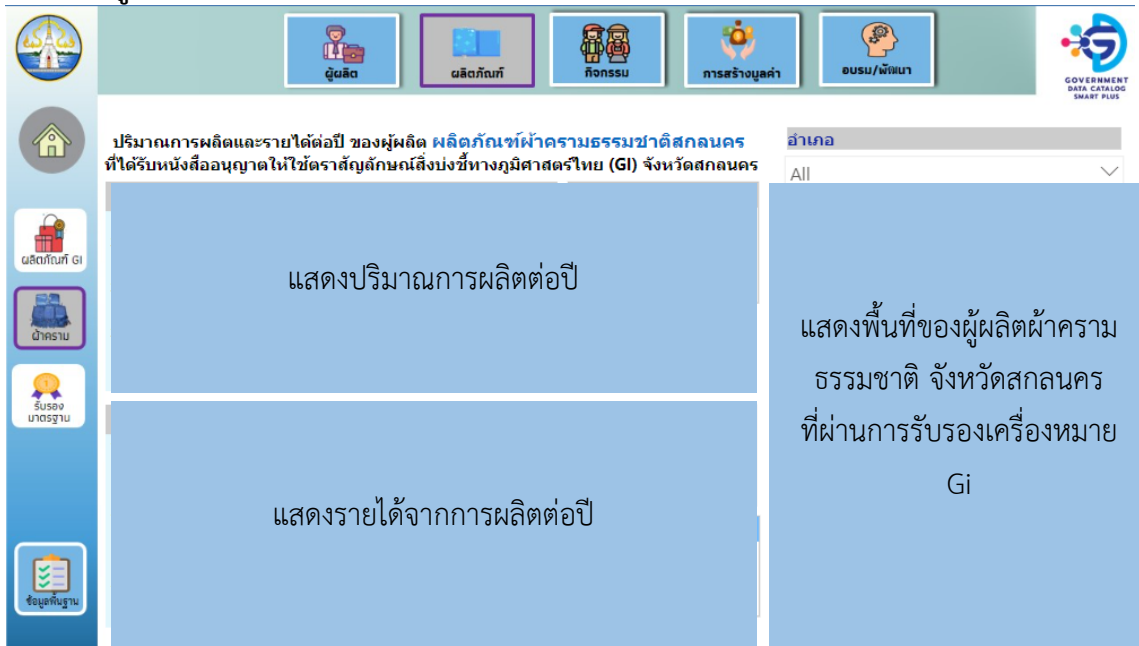 ผู้ผลิต
ผลิตภัณฑ์
กิจกรรม
การสร้างมูลค่า
อบรม/พัฒนา
GOVERNMENT
DATA CATALOG
SMART PLUS
ปริมาณการผลิตและรายได้ต่อปี ของผู้ผลิต ผลิตภัณฑ์ผ้าครามธรรมชาติสกลนคร
ที่ได้รับหนังสืออนุญาตให้ใช้ตราสัญลักษณ์สิ่งบ่งชี้ทางภูมิศาสตร์ไทย (GI) จังหวัดสกลนคร
อำเภอ
All
ผลิตภัณฑ์ GI
ผ้าคราม
รับรอง
มาตรฐาน
ข้อมูลพื้นฐาน
แสดงปริมาณการผลิตต่อปี
แสดงรายได้จากการผลิตต่อปี
แสดงพื้นที่ของผู้ผลิตผ้าคราม
ธรรมชาติ จังหวัดสกลนคร
ที่ผ่านการรับรองเครื่องหมาย
Gi